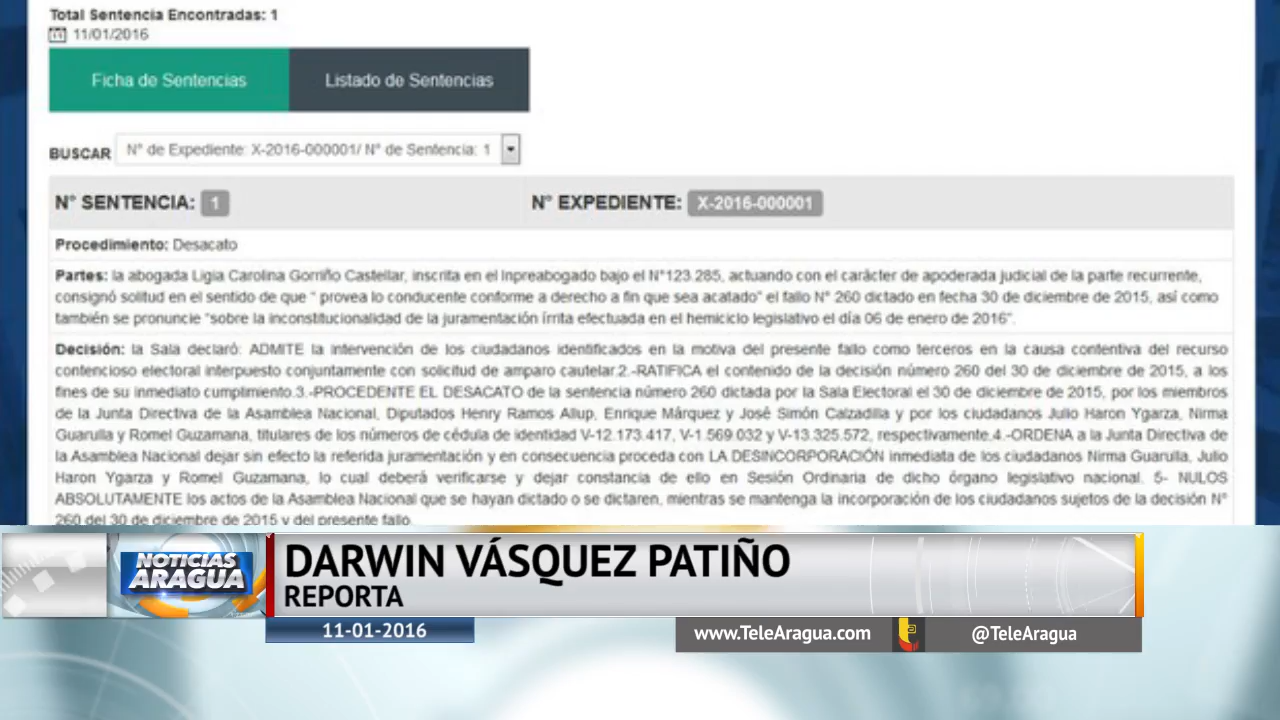 Total Sentencia Encontradas: 1
11/01/2016
Ficha de Sentencias
Listado de Sentencias
BUSCAR
N° de Expediente: X-2016-000001/ N° de Sentencia: 1
N° SENTENCIA: 1
N° EXPEDIENTE: X-2016-000001
Procedimiento: Desacato
Partes: la abogada Ligia Carolina Gorriño Castellar, inscrita en el Inpreabogado bajo el N°123.285, actuando con el carácter de apoderada judicial de la parte recurrente,
consignó solitud en el sentido de que " provea lo conducente conforme a derecho a fin que sea acatado" el fallo N° 260 dictado en fecha 30 de diciembre de 2015, así como
también se pronuncie "sobre la inconstitucionalidad de la juramentación írrita efectuada en el hemiciclo legislativo el día 06 de enero de 2016".
Decisión: la Sala declaró: ADMITE la intervención de los ciudadanos identificados en la motiva del presente fallo como terceros en la causa contentiva del recurso
contencioso electoral interpuesto conjuntamente con solicitud de amparo cautelar.2.-RATIFICA el contenido de la decisión número 260 del 30 de diciembre de 2015, a los
fines de su inmediato cumplimiento.3.-PROCEDENTE EL DESACATO de la sentencia número 260 dictada por la Sala Electoral el 30 de diciembre de 2015, por los miembros
de la Junta Directiva de la Asamblea Nacional, Diputados Henry Ramos Allup, Enrique Márquez y José Simón Calzadilla y por los ciudadanos Julio Haron Ygarza, Nirma
Guarulla y Romel Guzamana, titulares de los números de cédula de identidad V-12.173.417, V-1.569.032 y V-13.325.572, respectivamente.4.-ORDENA a la Junta Directiva de
la Asamblea Nacional dejar sin efecto la referida juramentación y en consecuencia proceda con LA DESINCORPORACIÓN inmediata de los ciudadanos Nirma Guarulla, Julio
Haron Ygarza y Romel Guzamana, lo cual deberá verificarse y dejar constancia de ello en Sesión Ordinaria de dicho órgano legislativo nacional. 5- NULOS
ABSOLUTAMENTE los actos de la Asamblea Nacional que se hayan dictado o se dictaren, mientras se mantenga la incorporación de los ciudadanos sujetos de la decisión N°
260 del 30 de diciembre de 2015 y del presente fallo.
NOTICIAS
ARAGUA
DARWIN VÁSQUEZ PATIÑO
REPORTA
11-01-2016
www.TeleAragua.com
@TeleAragua